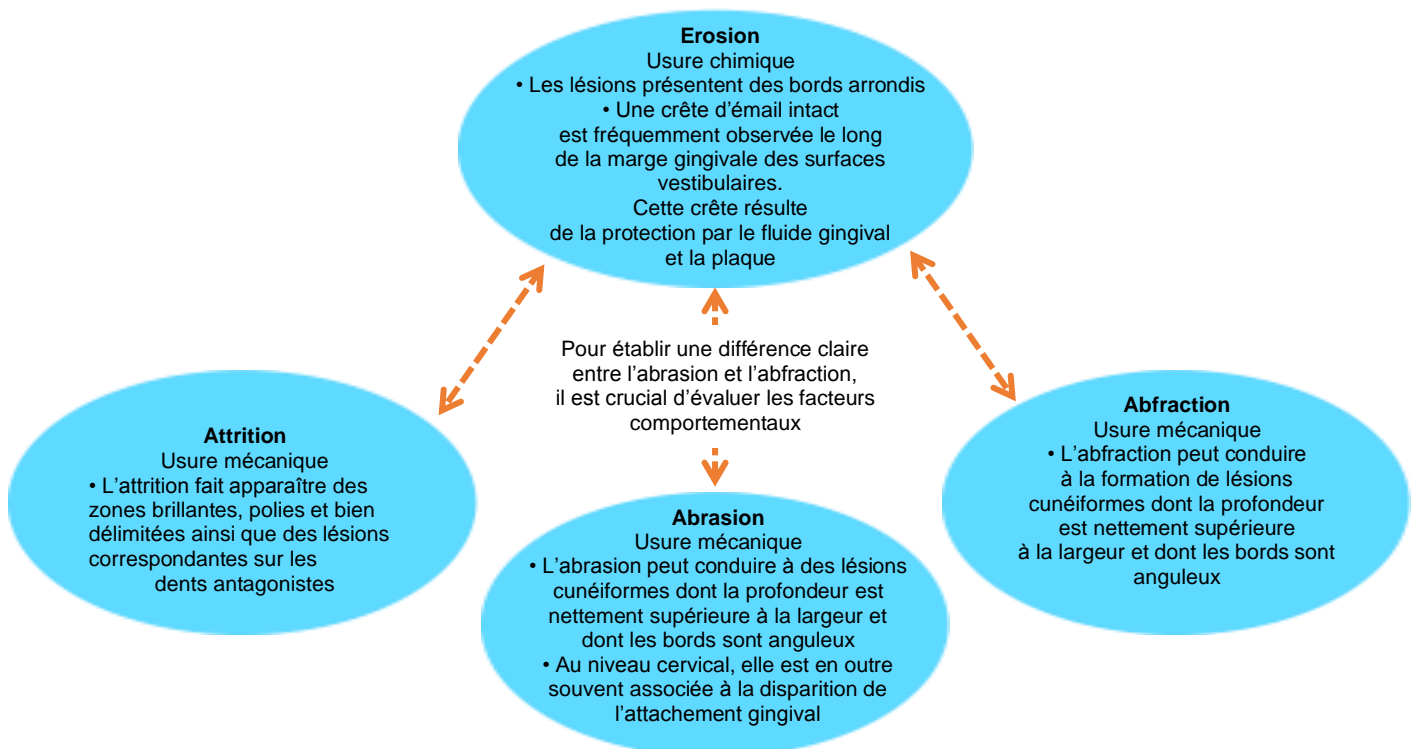 Erosion
Usure chimique
• Les lésions présentent des bords arrondis
• Une crête d’émail intact
est fréquemment observée le long
de la marge gingivale des surfaces
vestibulaires.
Cette crête résulte
de la protection par le fluide gingival
et la plaque
Pour établir une différence claire
entre l’abrasion et l’abfraction,
il est crucial d’évaluer les facteurs
comportementaux
Attrition
Usure mécanique
• L’attrition fait apparaître des
zones brillantes, polies et bien
délimitées ainsi que des lésions
correspondantes sur les
dents antagonistes
Abrasion
Usure mécanique
• L’abrasion peut conduire à des lésions
cunéiformes dont la profondeur est
nettement supérieure à la largeur et
dont les bords sont anguleux
• Au niveau cervical, elle est en outre
souvent associée à la disparition de
l’attachement gingival
Abfraction
Usure mécanique
• L’abfraction peut conduire
à la formation de lésions
cunéiformes dont la profondeur
est nettement supérieure
à la largeur et dont les bords sont
anguleux